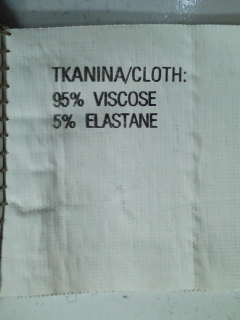 TKANINA/CLOTH:
95% VISCOSE
5% ELASTANE